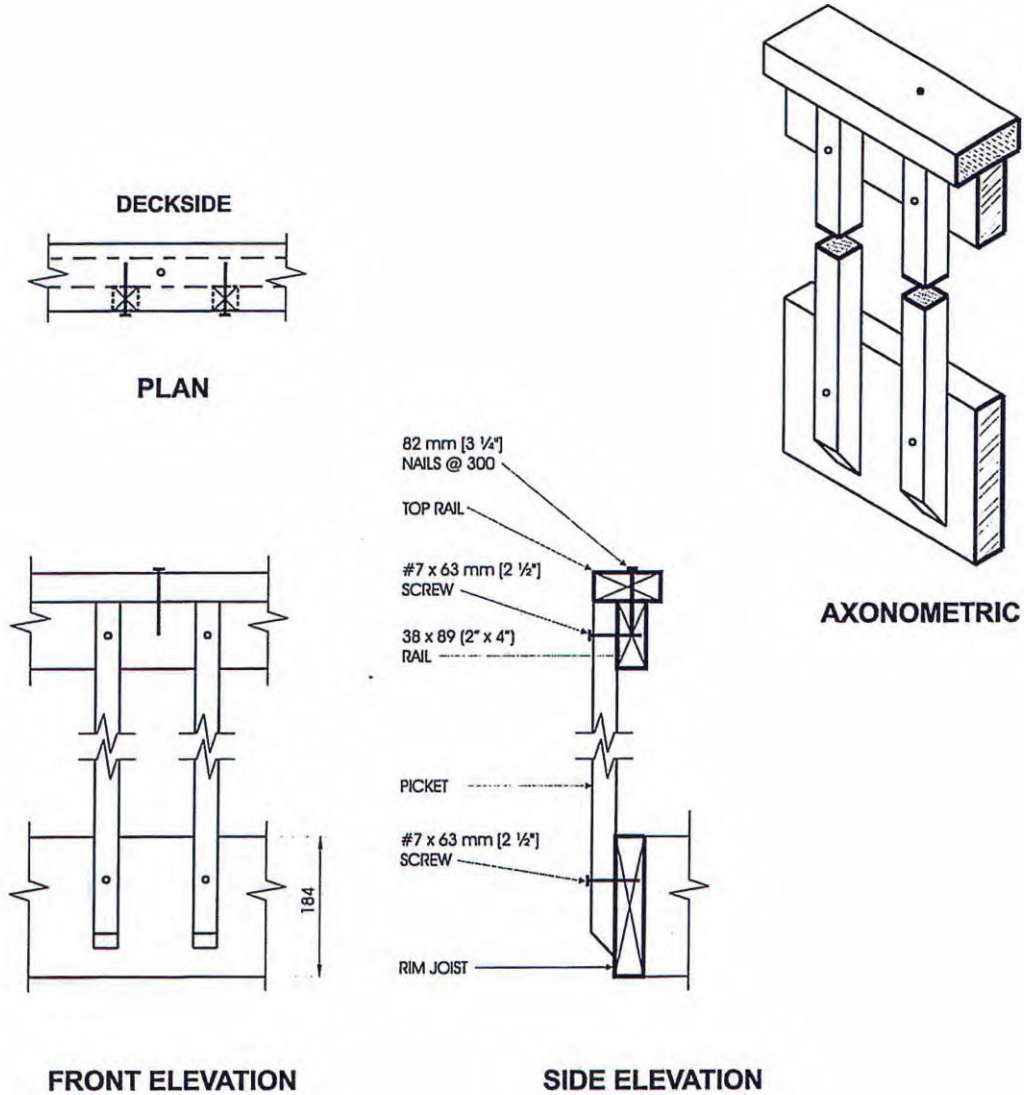 DECKSIDE
PLAN
AXONOMETRIC
82 mm [3 ¼"]
NAILS @ 300
TOP RAIL
#7 x 63 mm [2 ½"]
SCREW
38 x 89 (2" x 4")
RAIL
PICKET
#7 x 63 mm [2 ½"]
SCREW
RIM JOIST
184
FRONT ELEVATION
SIDE ELEVATION